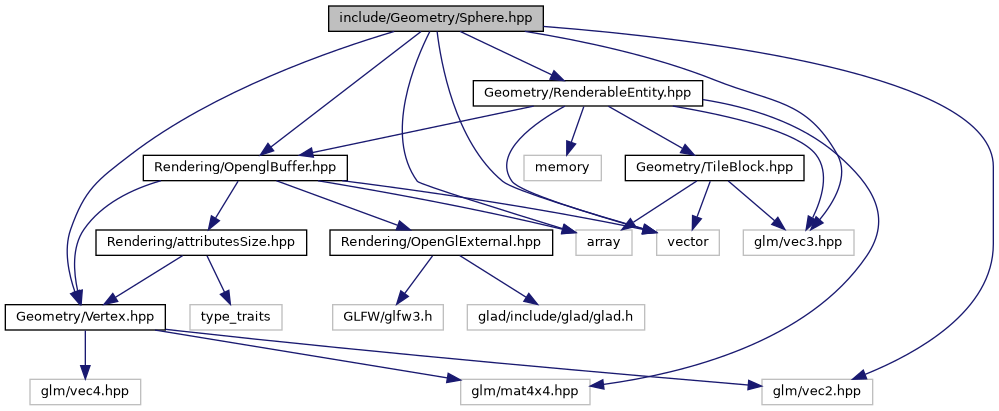 include/Geometry/Sphere.hpp
Geometry/RenderableEntity.hpp
Rendering/OpenglBuffer.hpp
memory
Geometry/TileBlock.hpp
Rendering/attributesSize.hpp
Rendering/OpenGlExternal.hpp
array
vector
glm/vec3.hpp
Geometry/Vertex.hpp
type_traits
GLFW/glfw3.h
glad/include/glad/glad.h
glm/vec4.hpp
glm/mat4x4.hpp
glm/vec2.hpp